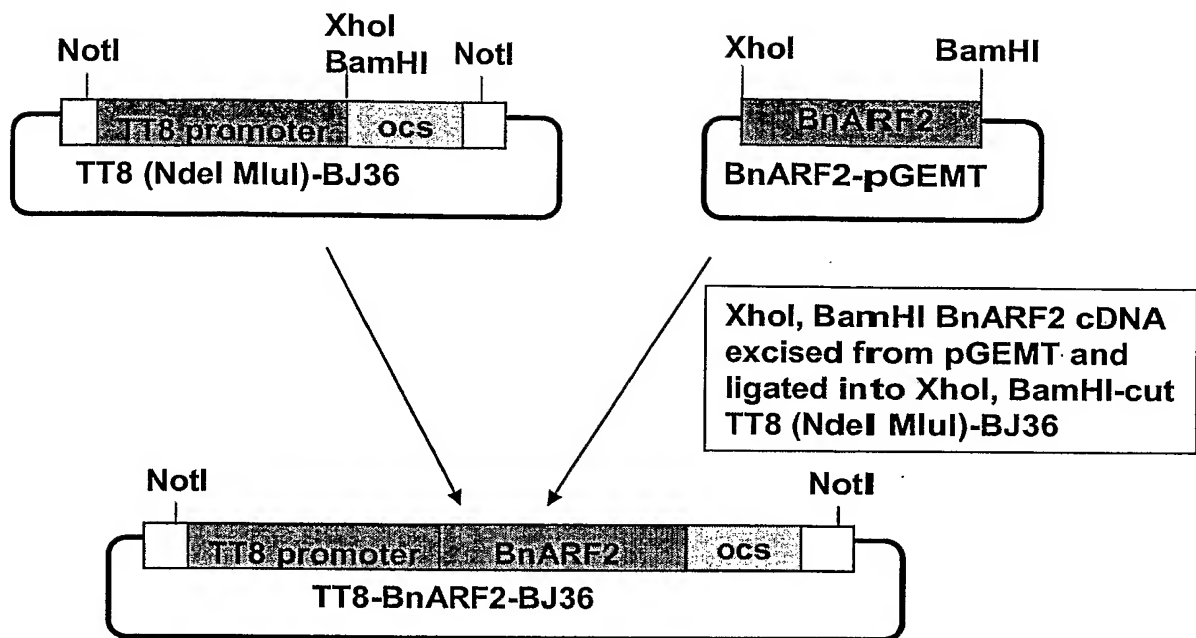 NotI
XhoI
BamHI
NotI
TT8 promoter
ocs
TT8 (NdeI MluI)-BJ36
XhoI
BamHI
BnARF2
BnARF2-pGEMT
XhoI, BamHI BnARF2 cDNA
excised from pGEMT and
ligated into XhoI, BamHI-cut
TT8 (NdeI MluI)-BJ36
NotI
NotI
TT8 promoter
BnARF2
ocs
TT8-BnARF2-BJ36